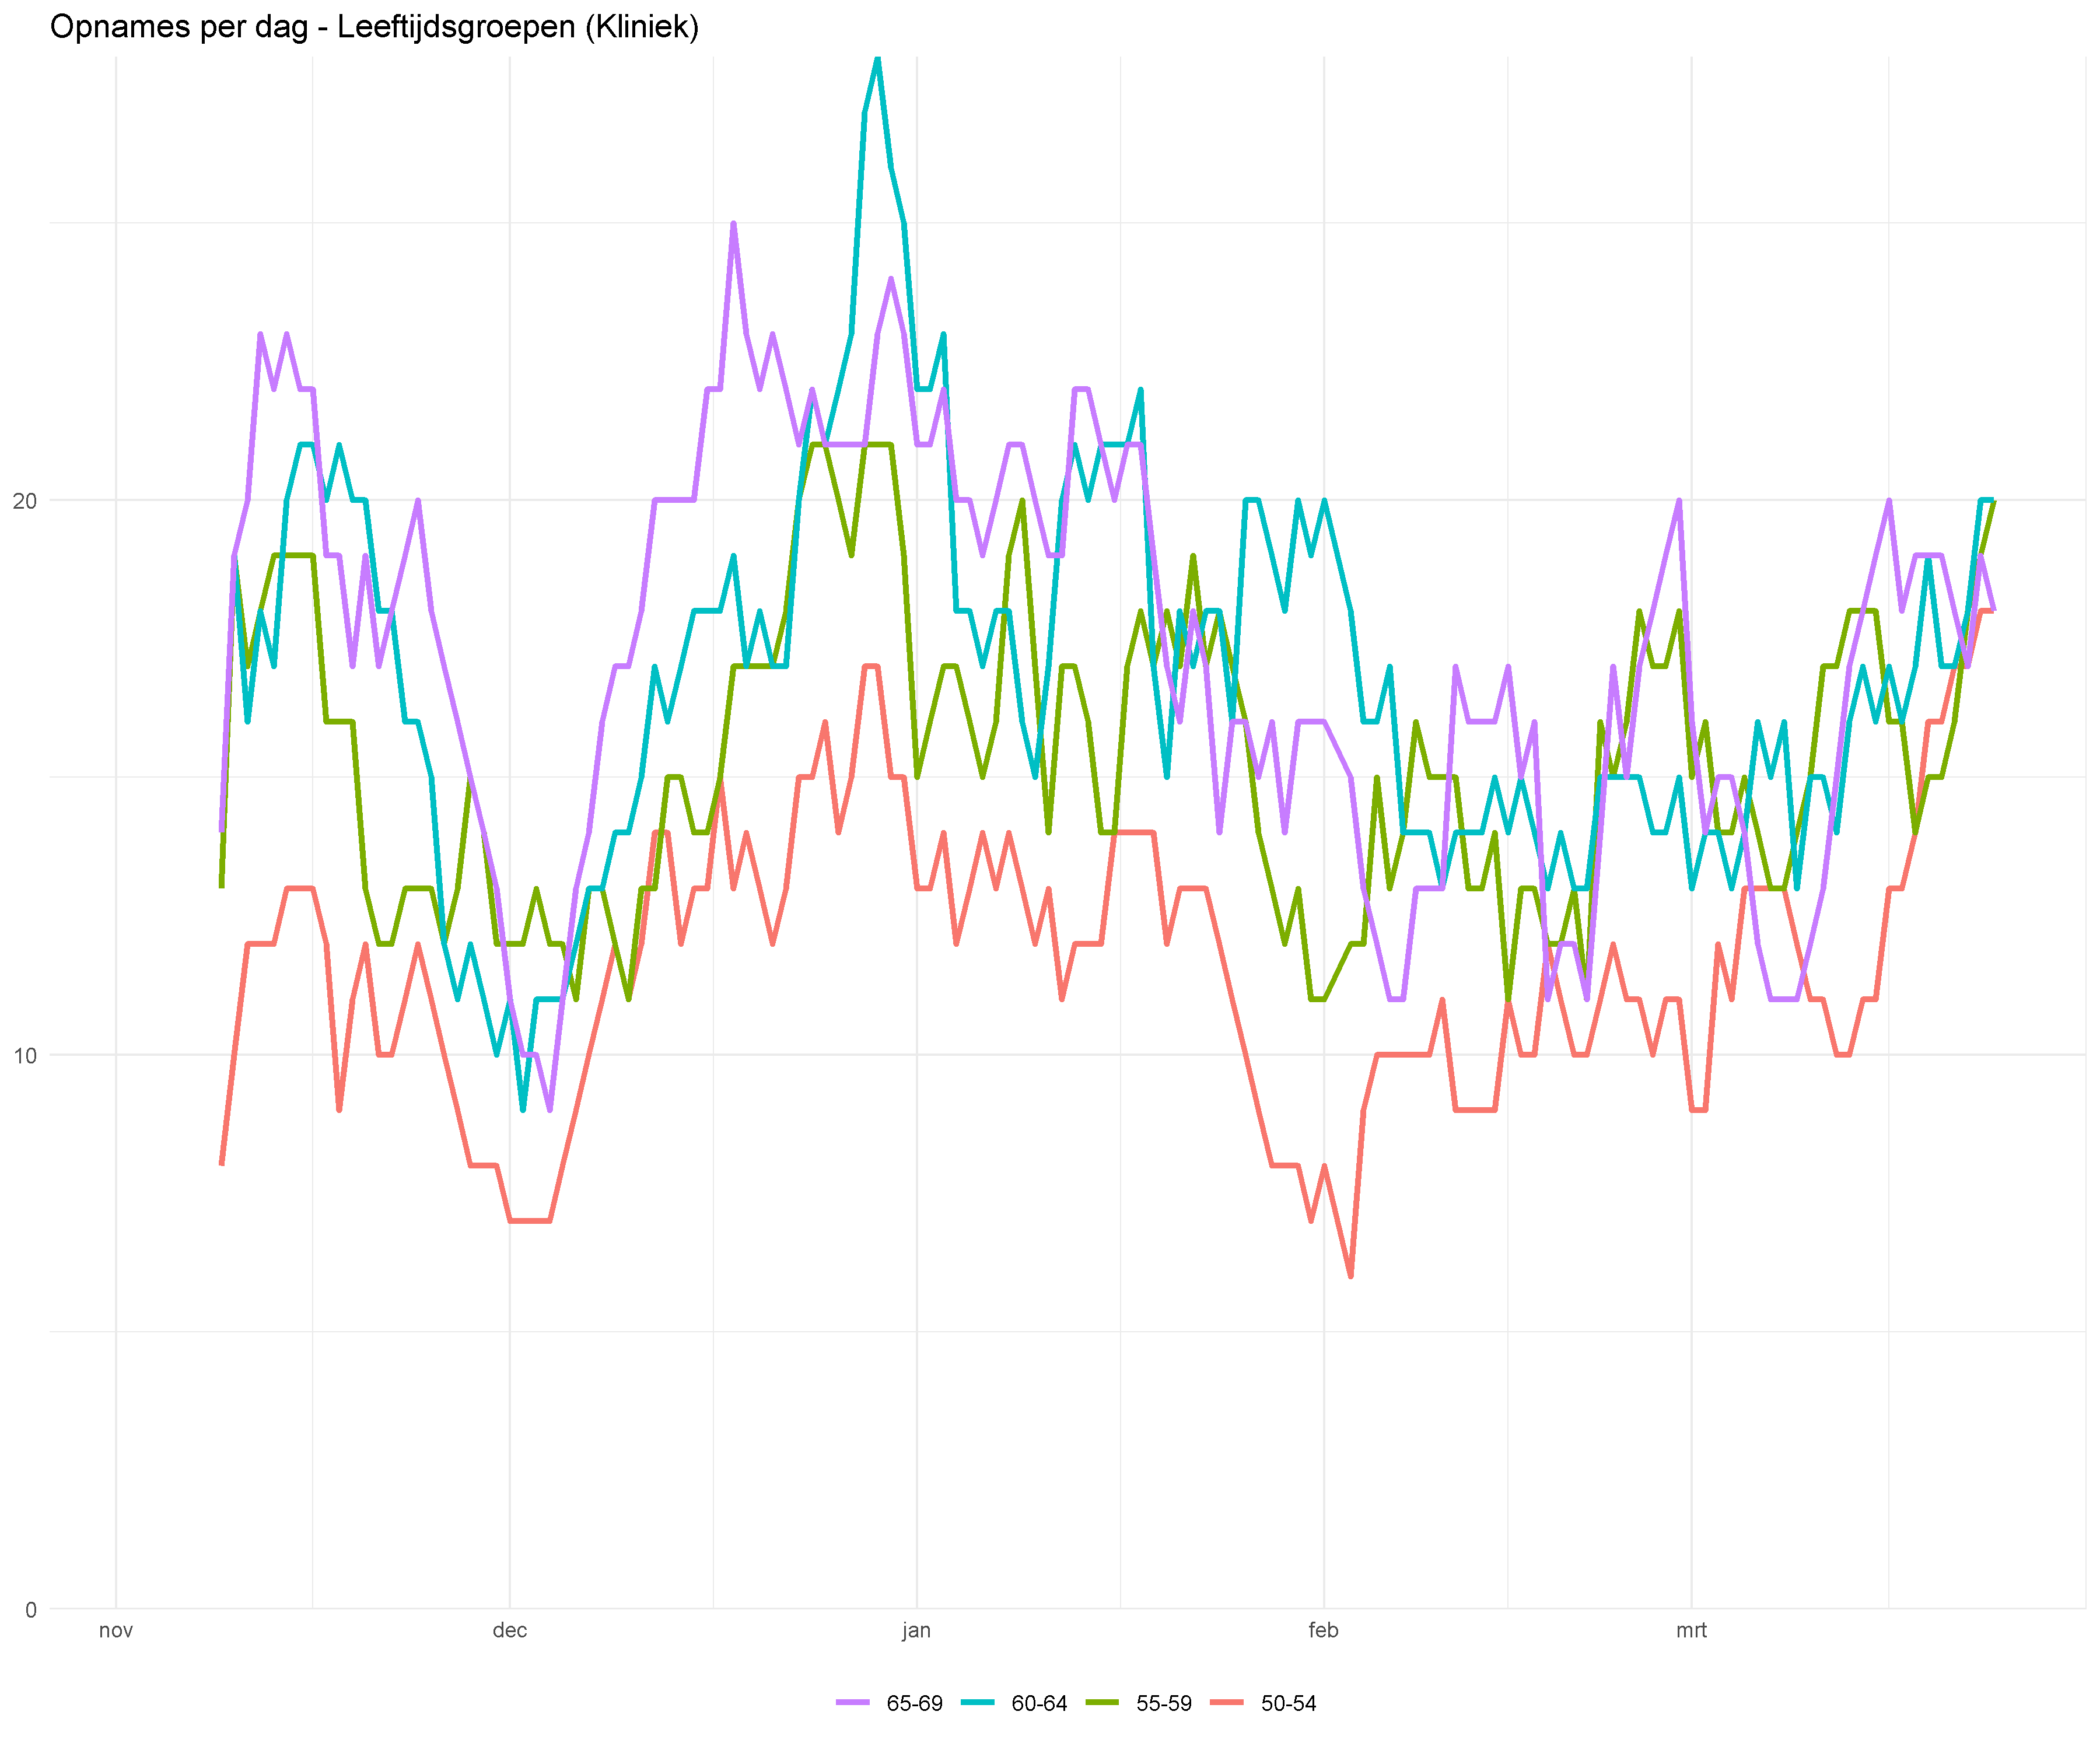 Opnames per dag - Leeftijdsgroepen (Kliniek)
20
10
0
nov dec jan feb mrt
65-69 60-64 55-59 50-54